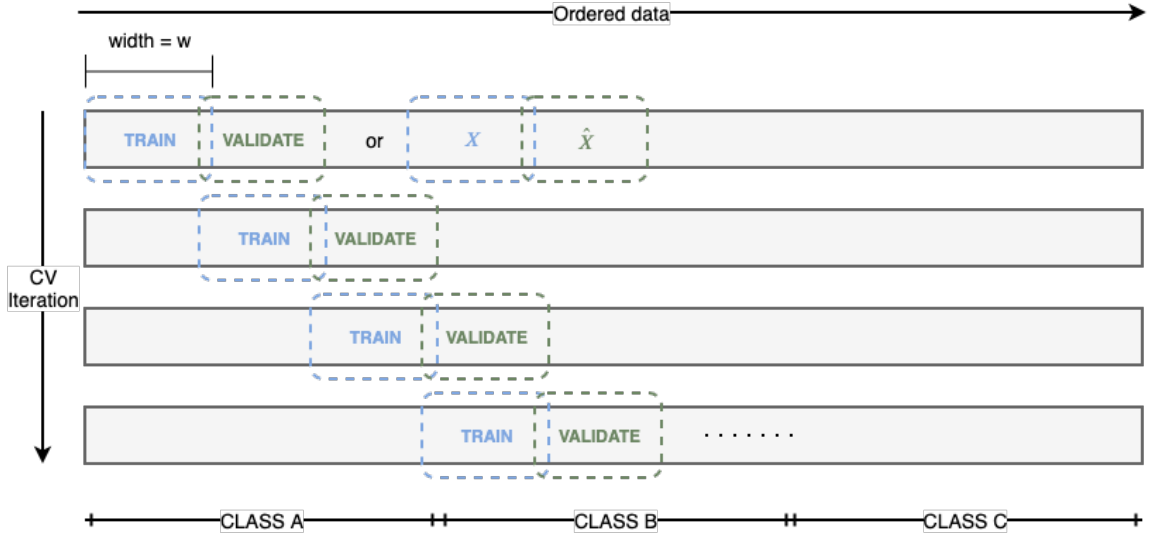 Ordered data
width = w
TRAIN VALIDATE or X X̂
TRAIN VALIDATE
CV
Iteration
TRAIN VALIDATE
TRAIN VALIDATE .......
CLASS A CLASS B CLASS C